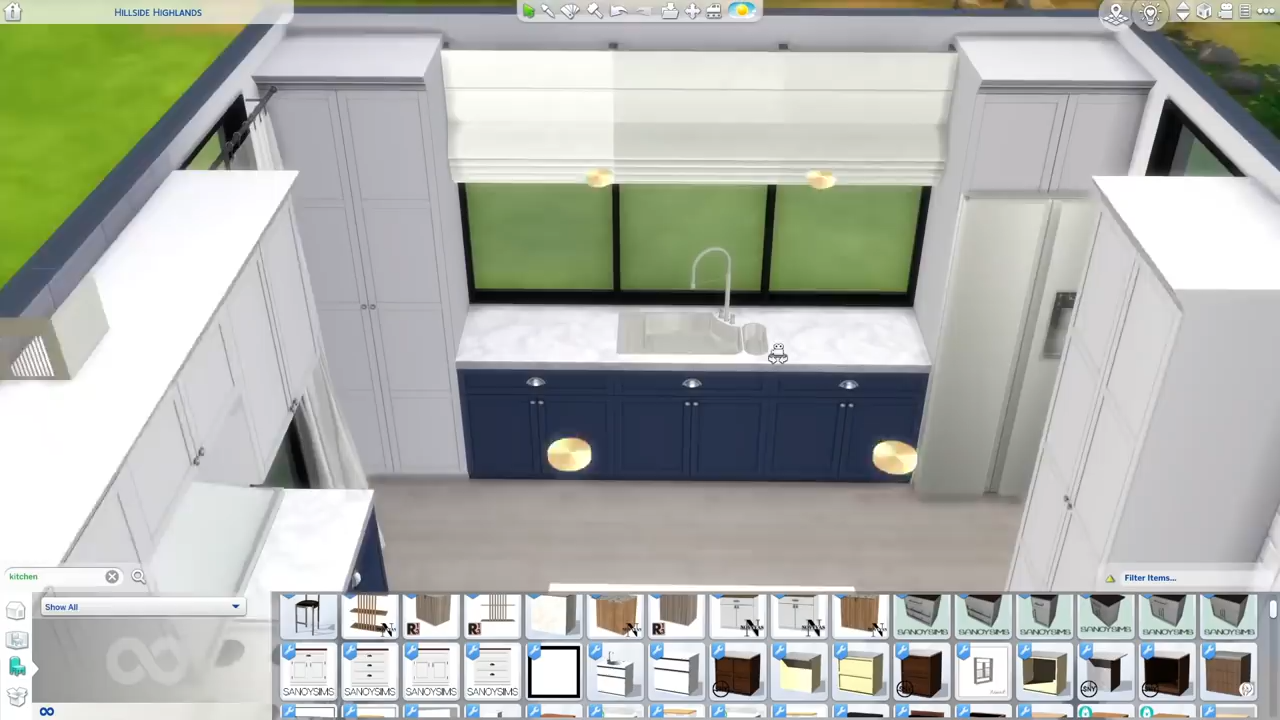 HILLSIDE HIGHLANDS
kitchen
Filter Items...
Show All
SANOYSIMS
SANOYSIMS
SANOYSIMS
SANOYSIMS
SANOYSIMS
SANOYSIMS
SANOYSIMS
SANOYSIMS
SANOYSIMS
SANOYSIMS